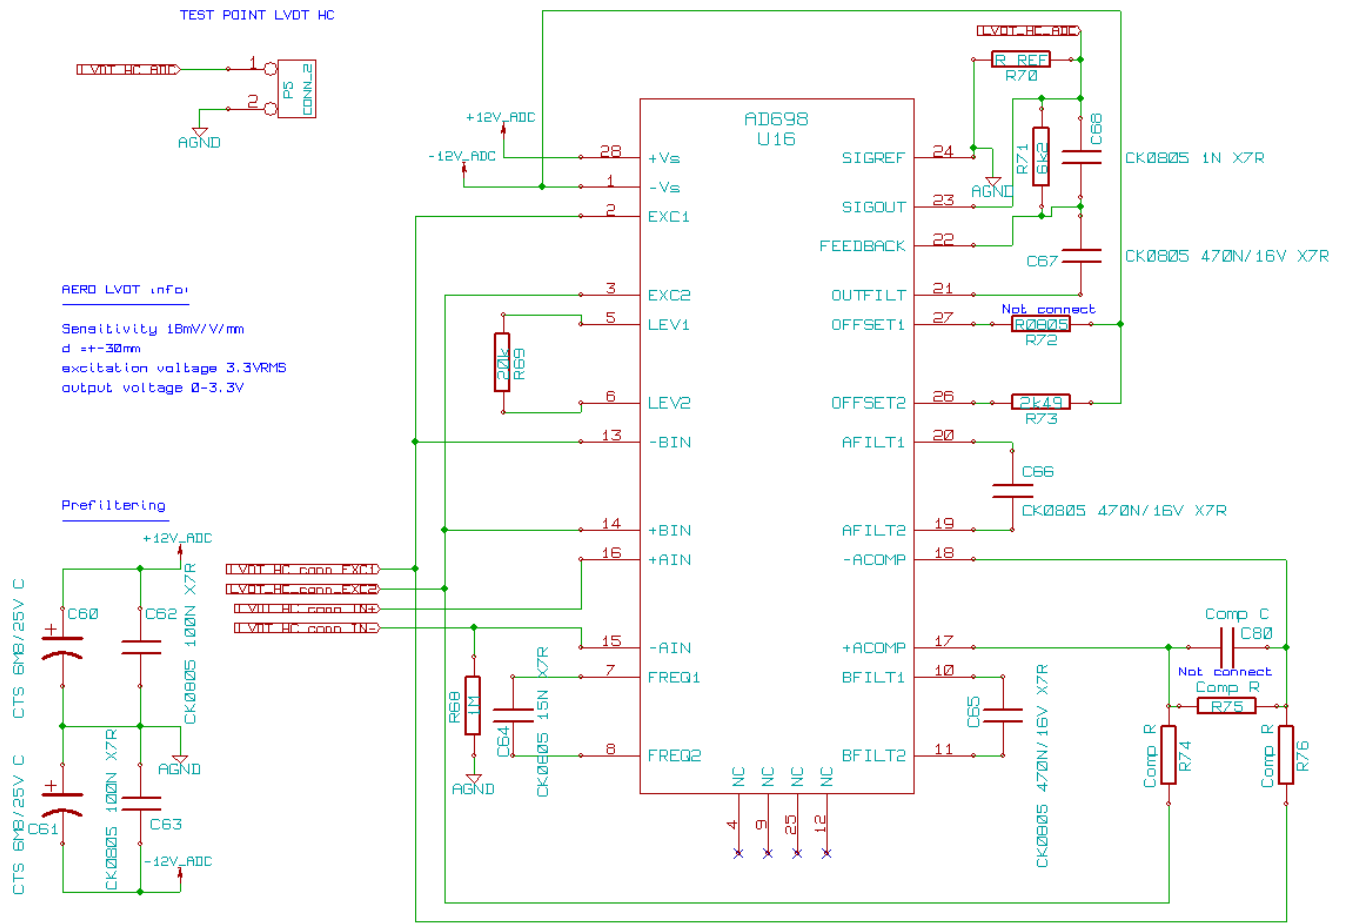 TEST POINT LVDT HC
LVDT_HC_ADC
1
2
P5
CONN_2
AGND
+12V_ADC
-12V_ADC
AD698
U16
28 +Vs
1 -Vs
2 EXC1
3 EXC2
5 LEV1
6 LEV2
13 -BIN
14 +BIN
16 +AIN
15 -AIN
7 FREQ1
8 FREQ2
SIGREF 24
SIGOUT 23
FEEDBACK 22
OUTFILT 21
OFFSET1 27
OFFSET2 26
AFILT1 20
AFILT2 19
-ACOMP 18
+ACOMP 17
BFILT1 10
BFILT2 11
NC NC NC NC
4 9 25 12
LVDT_HC_ADC
R_REF
R70
AGND
R71
6k2
C68
CK0805 1N X7R
C67
CK0805 470N/16V X7R
Not connect
R0805
R72
2k49
R73
C66
CK0805 470N/16V X7R
C65
CK0805 470N/16V X7R
Comp C
C80
Not connect
Comp R
R75
Comp R
R74
Comp R
R76
20k
R69
AERO LVDT info:
Sensitivity 18mV/V/mm
d =+-30mm
excitation voltage 3.3VRMS
output voltage 0-3.3V
Prefiltering
+12V_ADC
C60
CTS 6M8/25V C
C62
CK0805 100N X7R
AGND
C61
CTS 6M8/25V C
C63
CK0805 100N X7R
-12V_ADC
LVDT_HC_conn_EXC1
LVDT_HC_conn_EXC2
LVDT_HC_conn_IN+
LVDT_HC_conn_IN-
R68
1M
AGND
C64
CK0805 15N X7R